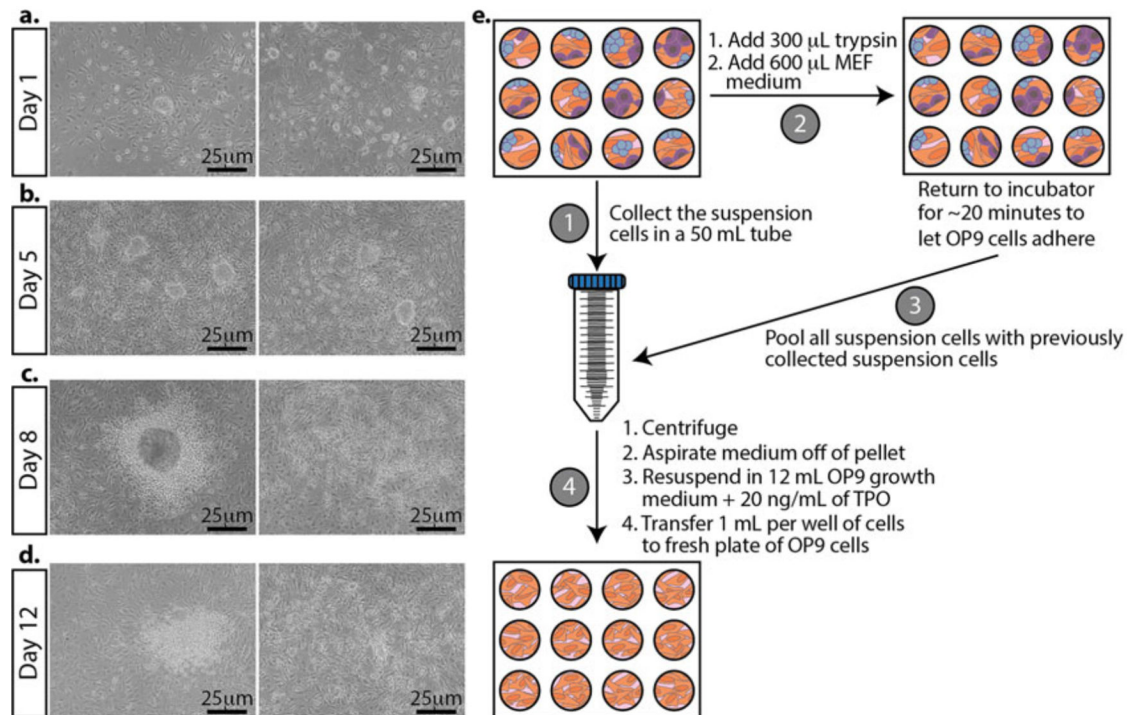 a.
Day 1
25μm
25μm
b.
Day 5
25μm
25μm
c.
Day 8
25μm
25μm
d.
Day 12
25μm
25μm
e.
1. Add 300 μL trypsin
2. Add 600 μL MEF
medium
2
1
Collect the suspension
cells in a 50 mL tube
Return to incubator
for ~20 minutes to
let OP9 cells adhere
3
Pool all suspension cells with previously
collected suspension cells
4
1. Centrifuge
2. Aspirate medium off of pellet
3. Resuspend in 12 mL OP9 growth
medium + 20 ng/mL of TPO
4. Transfer 1 mL per well of cells
to fresh plate of OP9 cells